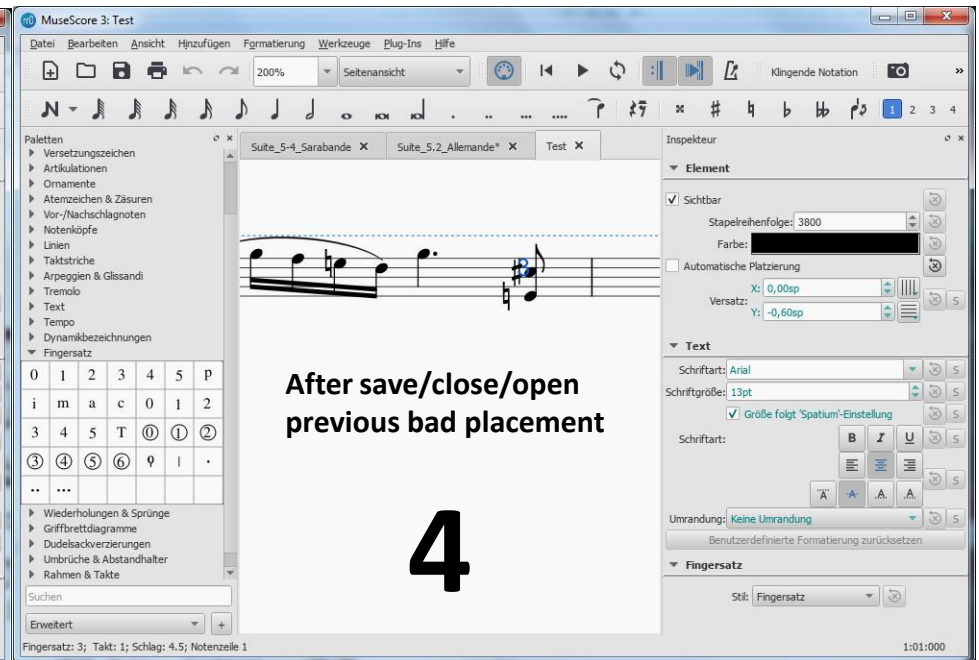 MuseScore 3: Test
Datei Bearbeiten Ansicht Hinzufügen Formatierung Werkzeuge Plug-Ins Hilfe
200% Seitenansicht Klingende Notation »
1 2 3 4
Paletten
Versetzungszeichen
Artikulationen
Ornamente
Atemzeichen & Zäsuren
Vor-/Nachschlagnoten
Notenköpfe
Linien
Taktstriche
Arpeggien & Glissandi
Tremolo
Text
Tempo
Dynamikbezeichnungen
Fingersatz
0 1 2 3 4 5 P
i m a c 0 1 2
3 4 5 T 0 1 2
3 4 5 6
Wiederholungen & Sprünge
Griffbrettdiagramme
Dudelsackverzierungen
Umbrüche & Abstandhalter
Rahmen & Takte
Suchen
Erweitert +
Suite_5-4_Sarabande Suite_5.2_Allemande* Test
3
After save/close/open
previous bad placement
4
Inspekteur
Element
Sichtbar
Stapelreihenfolge: 3800
Farbe:
Automatische Platzierung
X: 0,00sp
Versatz: S
Y: -0,60sp
Text
Schriftart: Arial S
Schriftgröße: 13pt S
Größe folgt 'Spatium'-Einstellung S
Schriftart: B I U S
S
A A A A
Umrandung: Keine Umrandung S
Benutzerdefinierte Formatierung zurücksetzen
Fingersatz
Stil: Fingersatz
Fingersatz: 3; Takt: 1; Schlag: 4.5; Notenzeile 1 1:01:000